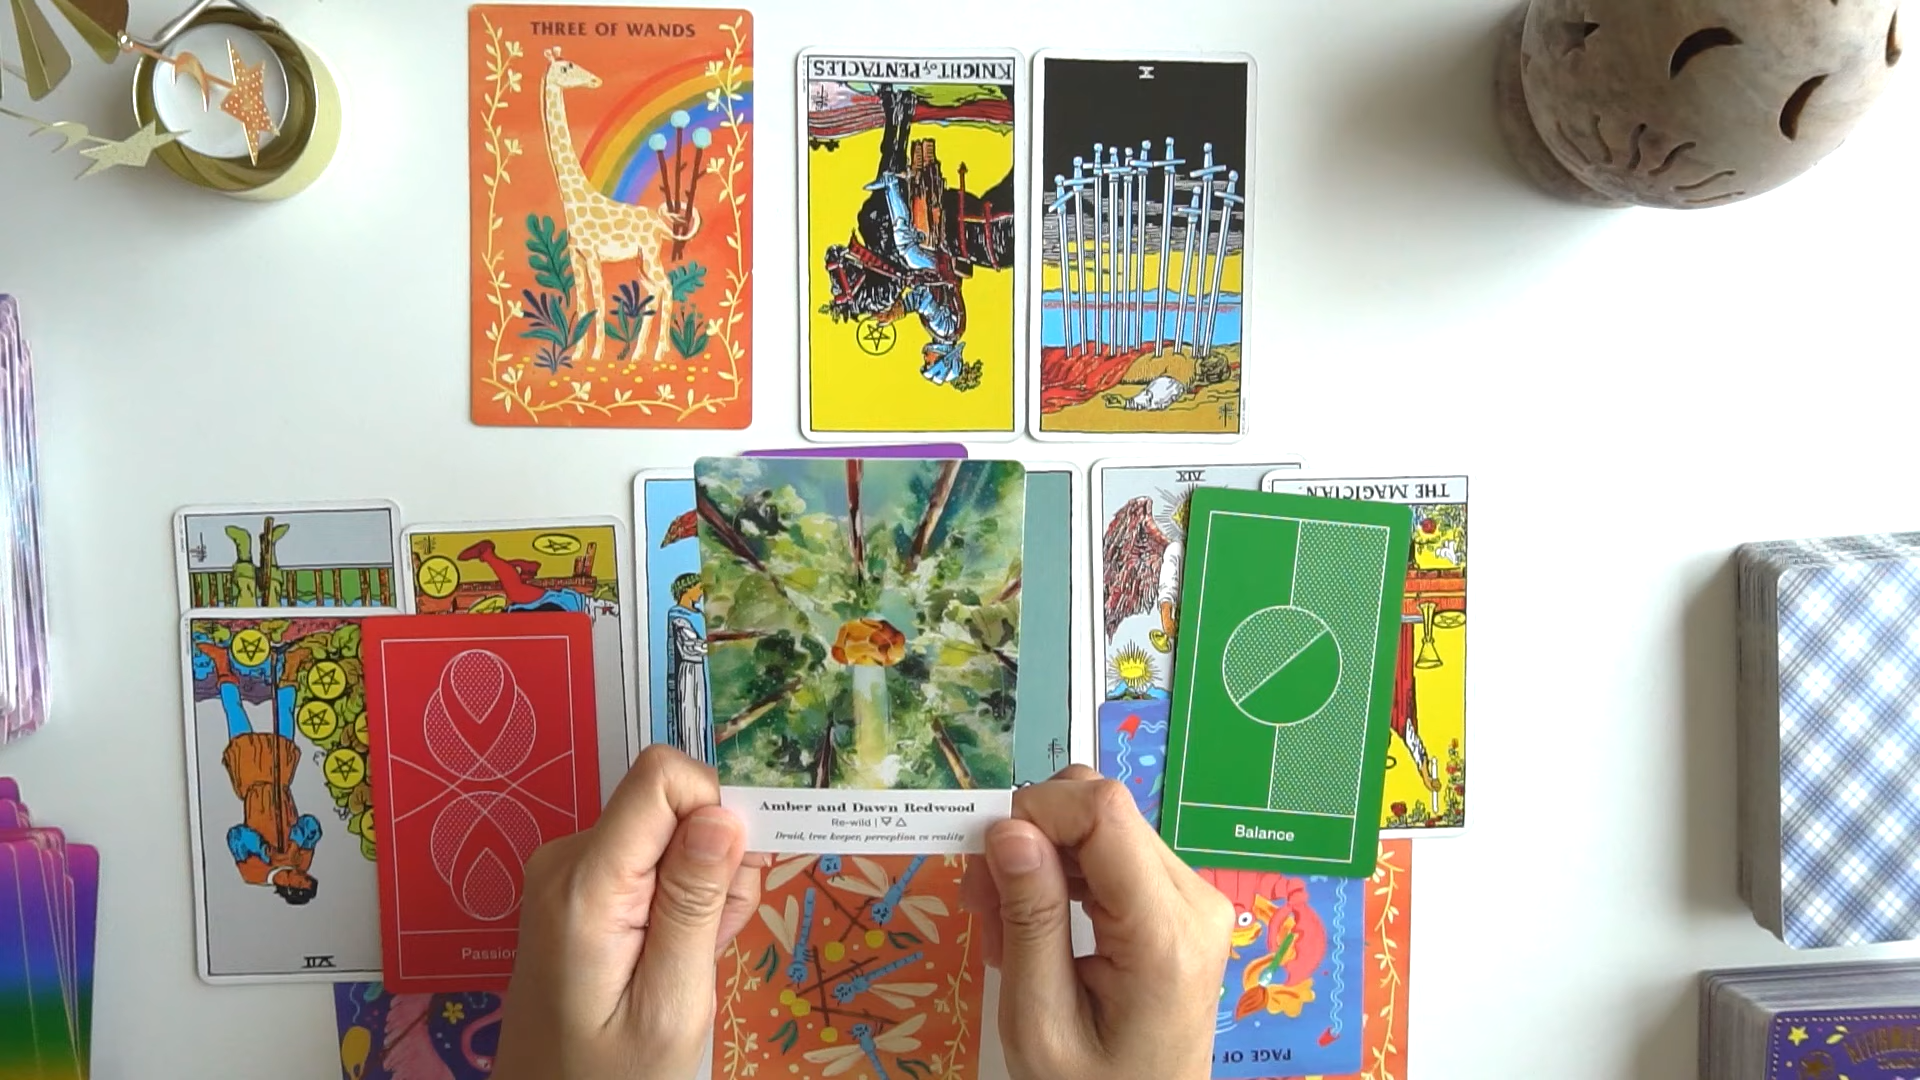 THREE OF WANDS
KNIGHT of PENTACLES
X
XIV
THE MAGICIAN.
Amber and Dawn Redwood
Re-wild |
Druid, tree keeper, perception vs reality
Balance
Passion
VII
PAGE OF